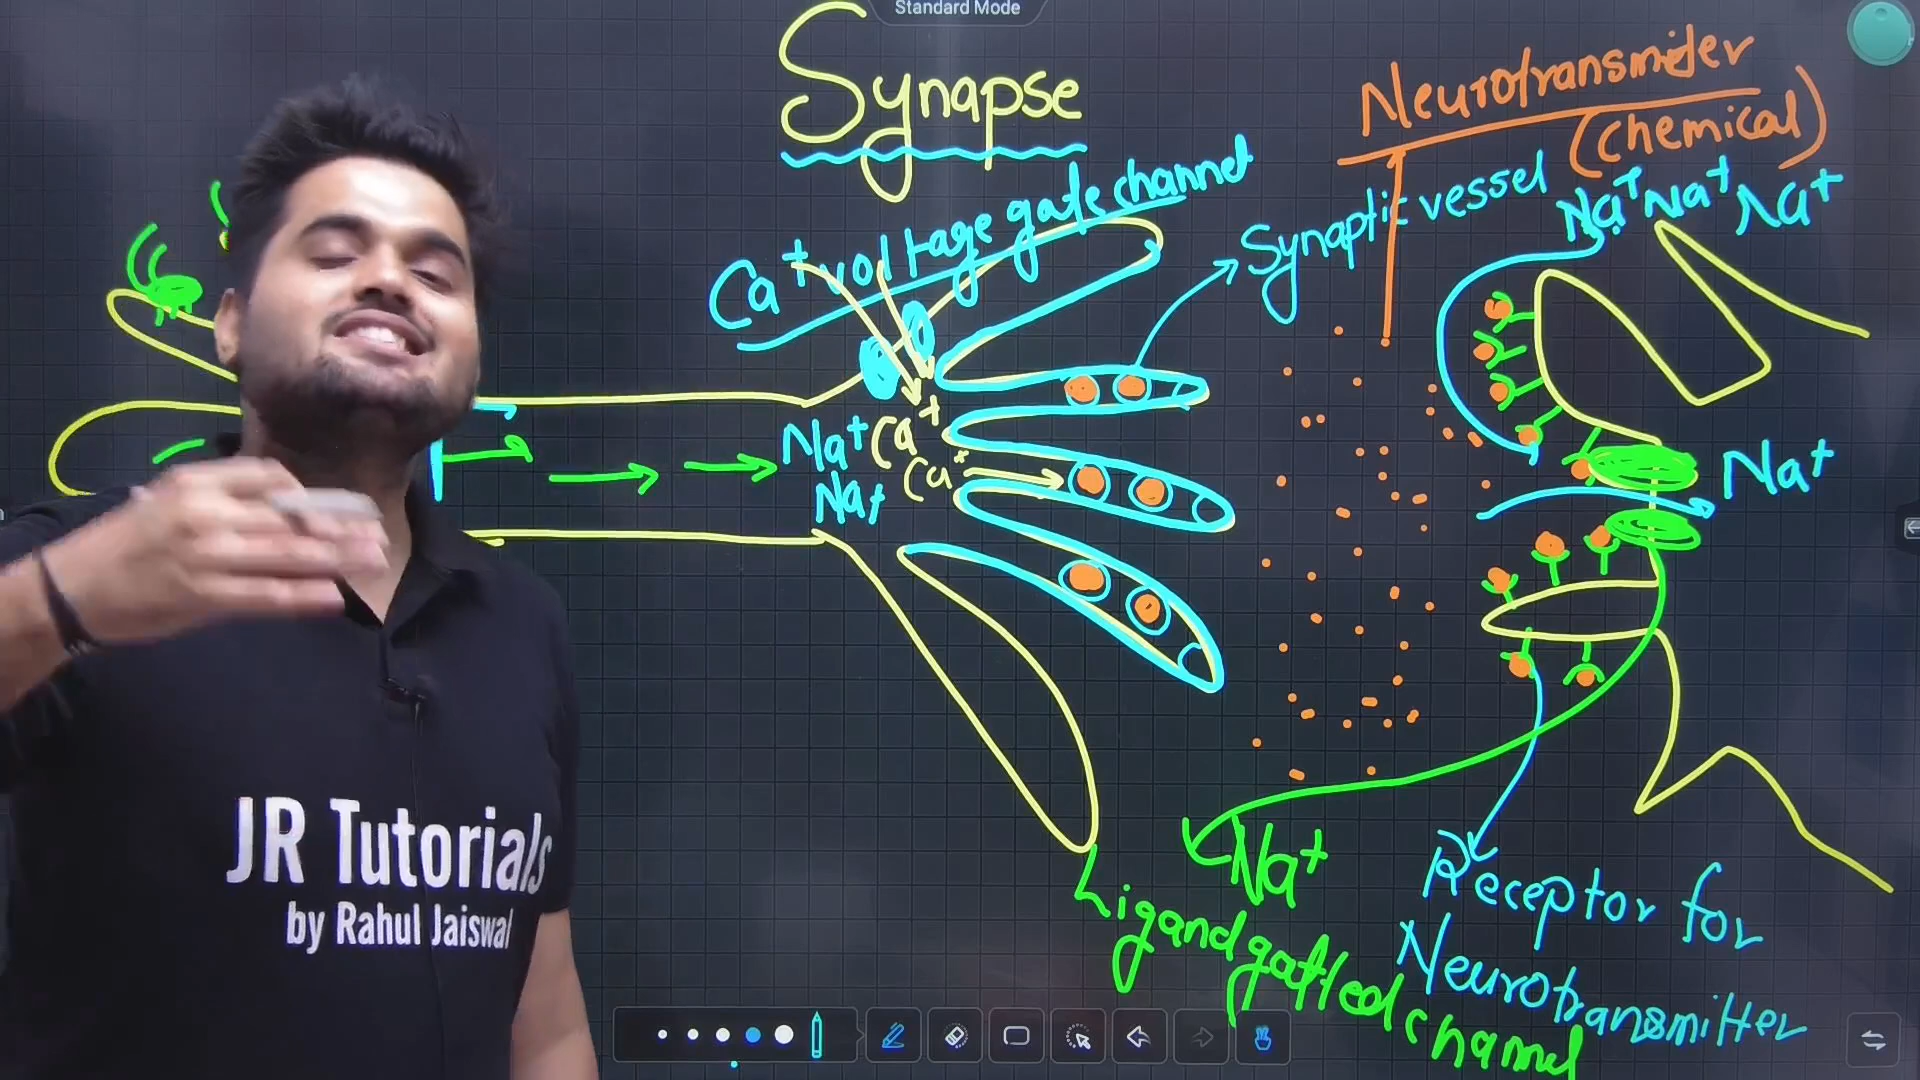 Standard Mode
Synapse
Neurotransmiter
(chemical)
Ca+ voltage gate channel
Synaptic vessel
Na+ Na+ Na+
Na+ Ca+
Na+ Ca+
Na+
Na+
Ligand gatted channel
Receptor for
Neurotransmitter
JR Tutorials
by Rahul Jaiswal